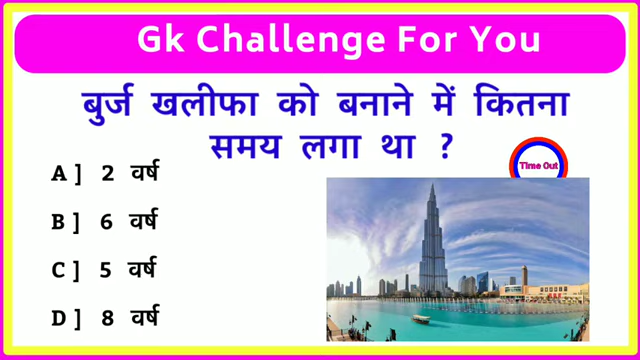 Gk Challenge For You
बुर्ज खलीफा को बनाने में कितना
समय लगा था ?
Time Out
A ] 2 वर्ष
B ] 6 वर्ष
C ] 5 वर्ष
D ] 8 वर्ष